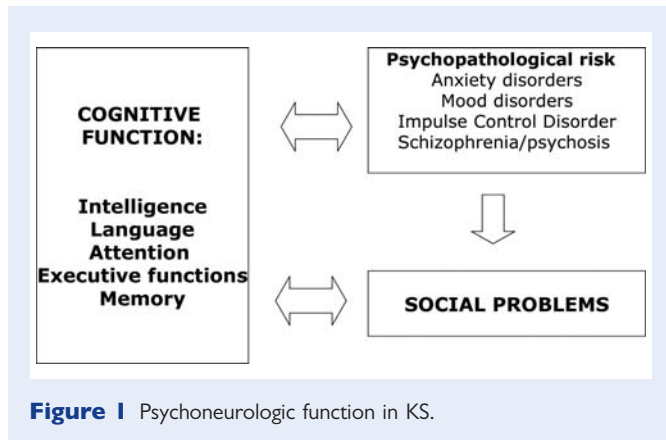 COGNITIVE
FUNCTION:
Intelligence
Language
Attention
Executive functions
Memory
Psychopathological risk
Anxiety disorders
Mood disorders
Impulse Control Disorder
Schizophrenia/psychosis
SOCIAL PROBLEMS
Figure 1 Psychoneurologic function in KS.